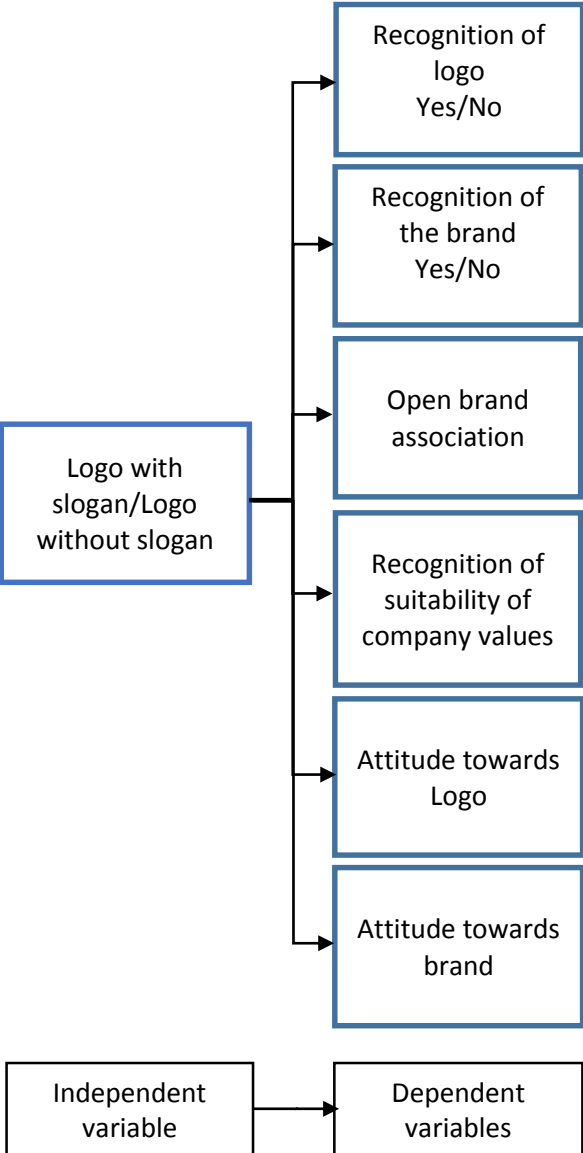 Recognition of
logo
Yes/No
Recognition of
the brand
Yes/No
Open brand
association
Logo with
slogan/Logo
without slogan
Recognition of
suitability of
company values
Attitude towards
Logo
Attitude towards
brand
Independent
variable
Dependent
variables